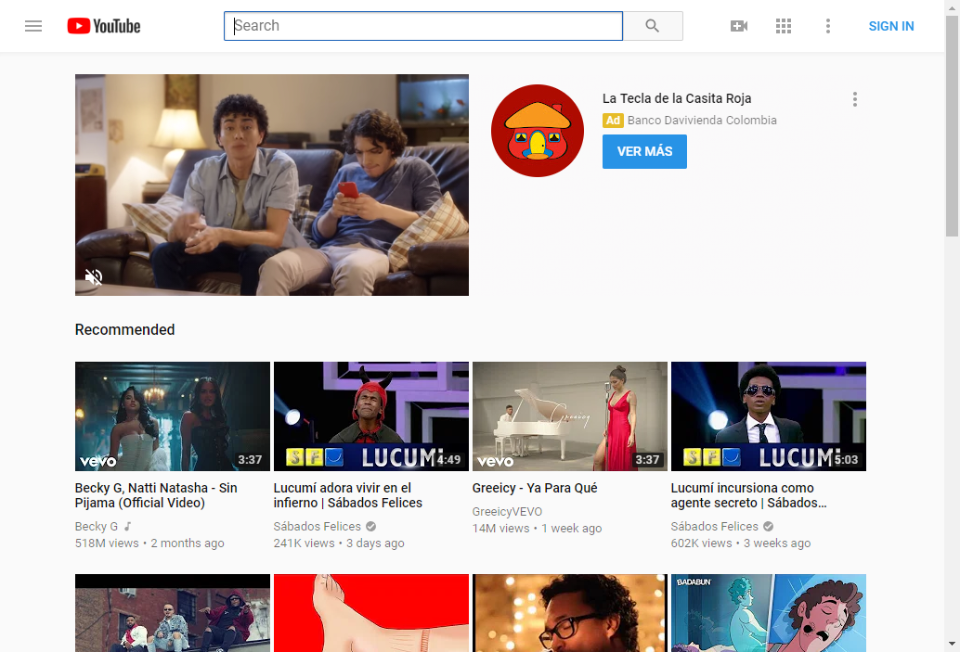 YouTube
Search
SIGN IN
La Tecla de la Casita Roja
Ad Banco Davivienda Colombia
VER MÁS
Recommended
vevo 3:37
SF LUCUMÍ 4:49
vevo 3:37
SF LUCUMÍ 5:03
Becky G, Natti Natasha - Sin
Pijama (Official Video)
Becky G
518M views • 2 months ago
Lucumí adora vivir en el
infierno | Sábados Felices
Sábados Felices
241K views • 3 days ago
Greeicy - Ya Para Qué
GreeicyVEVO
14M views • 1 week ago
Lucumí incursiona como
agente secreto | Sábados...
Sábados Felices
602K views • 3 weeks ago
BADABUN